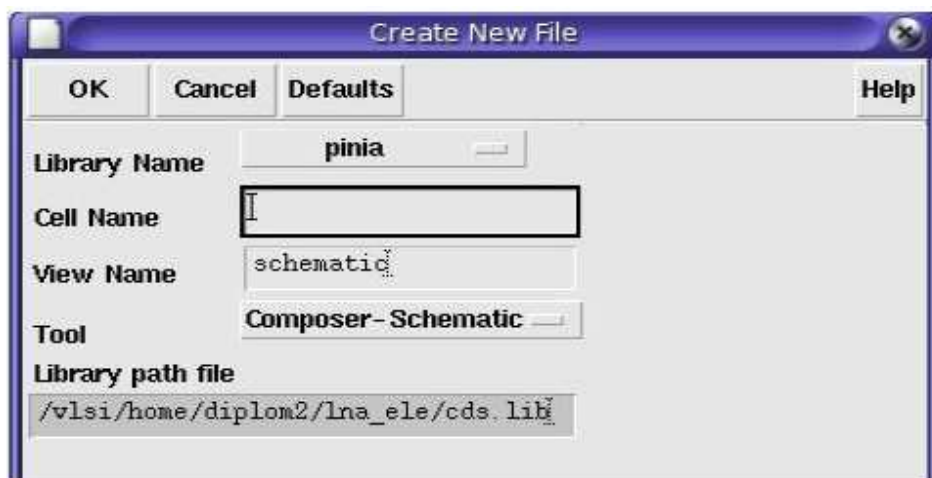 Create New File
OK Cancel Defaults Help
Library Name pinia
Cell Name
View Name schematic
Tool Composer-Schematic
Library path file
/vlsi/home/diplom2/lna_ele/cds.lib